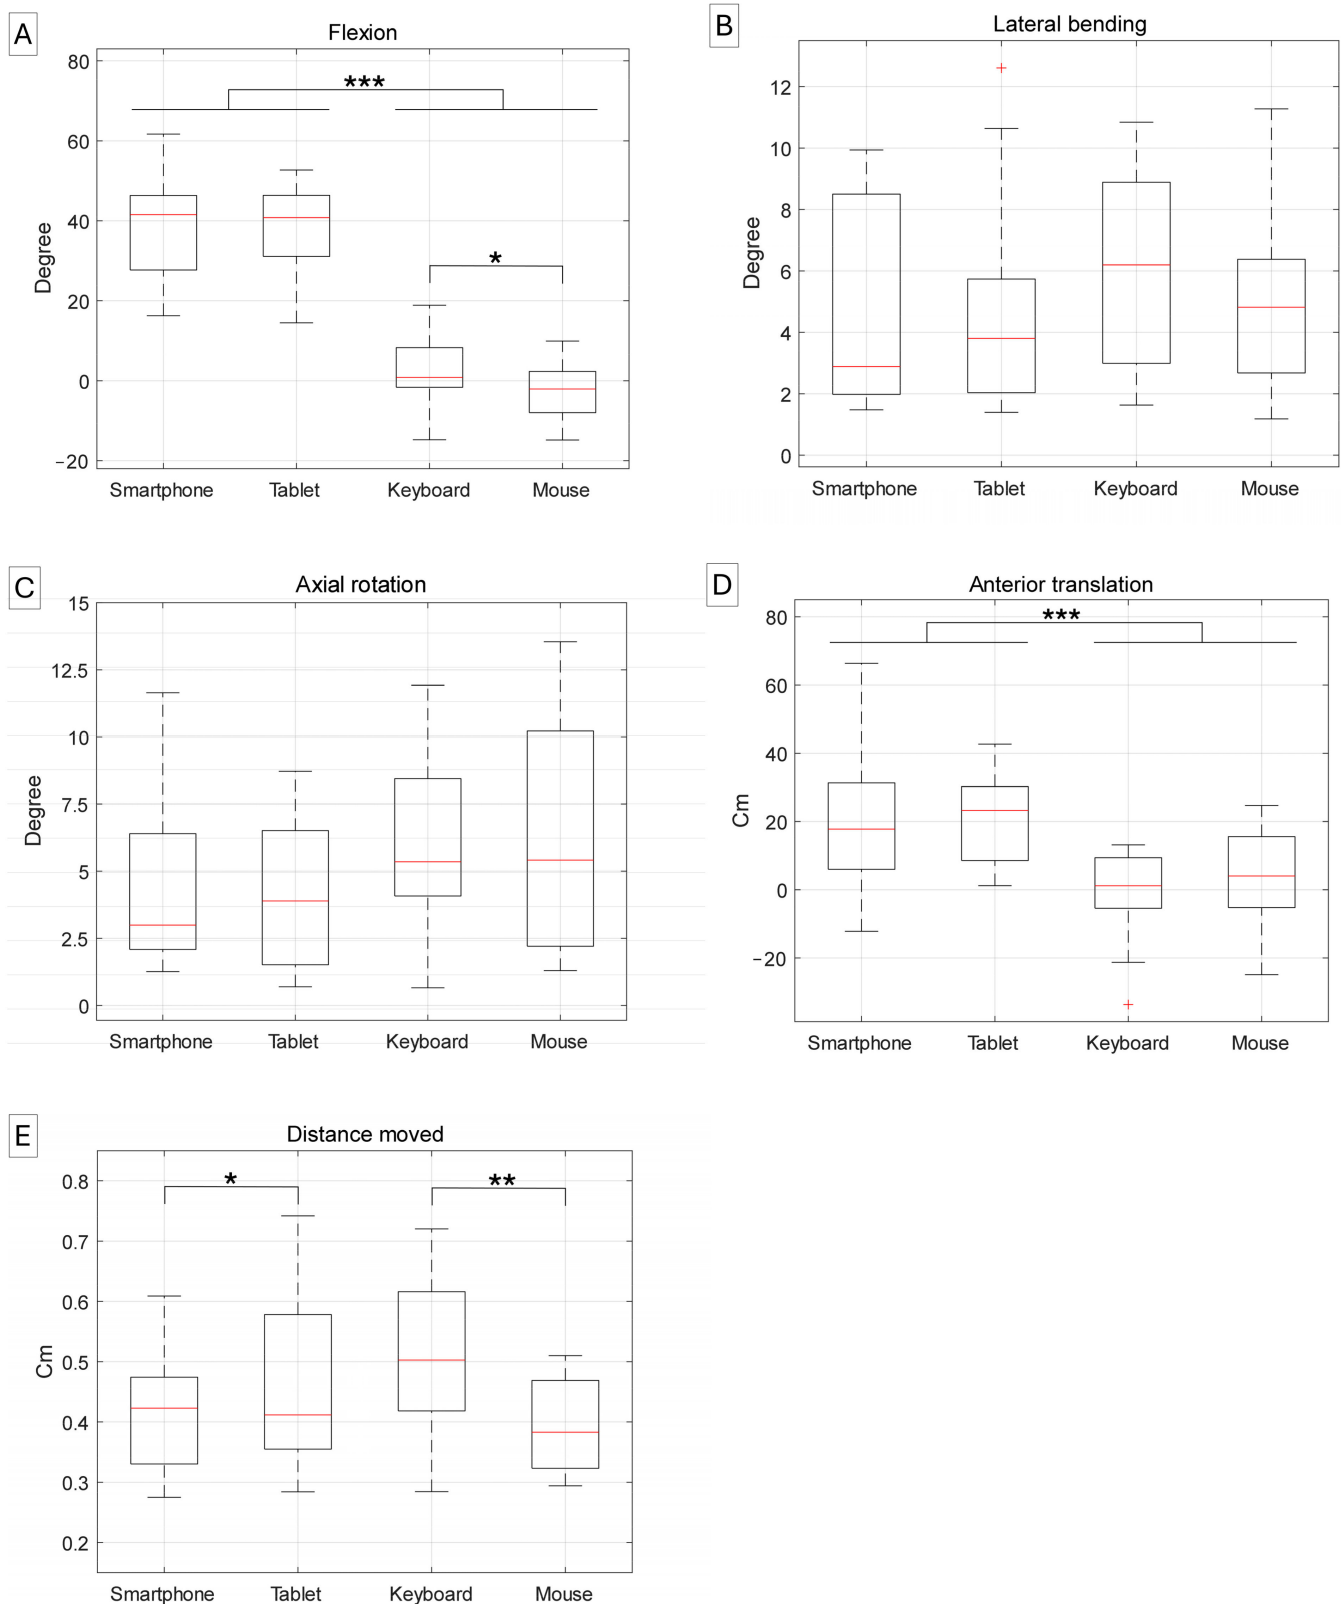 A
Flexion
80
60
40
20
0
−20
Degree
***
*
Smartphone Tablet Keyboard Mouse
B
Lateral bending
12
10
8
6
4
2
0
Degree
Smartphone Tablet Keyboard Mouse
C
Axial rotation
15
12.5
10
7.5
5
2.5
0
Degree
Smartphone Tablet Keyboard Mouse
D
Anterior translation
80
60
40
20
0
−20
Cm
***
Smartphone Tablet Keyboard Mouse
E
Distance moved
0.8
0.7
0.6
0.5
0.4
0.3
0.2
Cm
*
**
Smartphone Tablet Keyboard Mouse